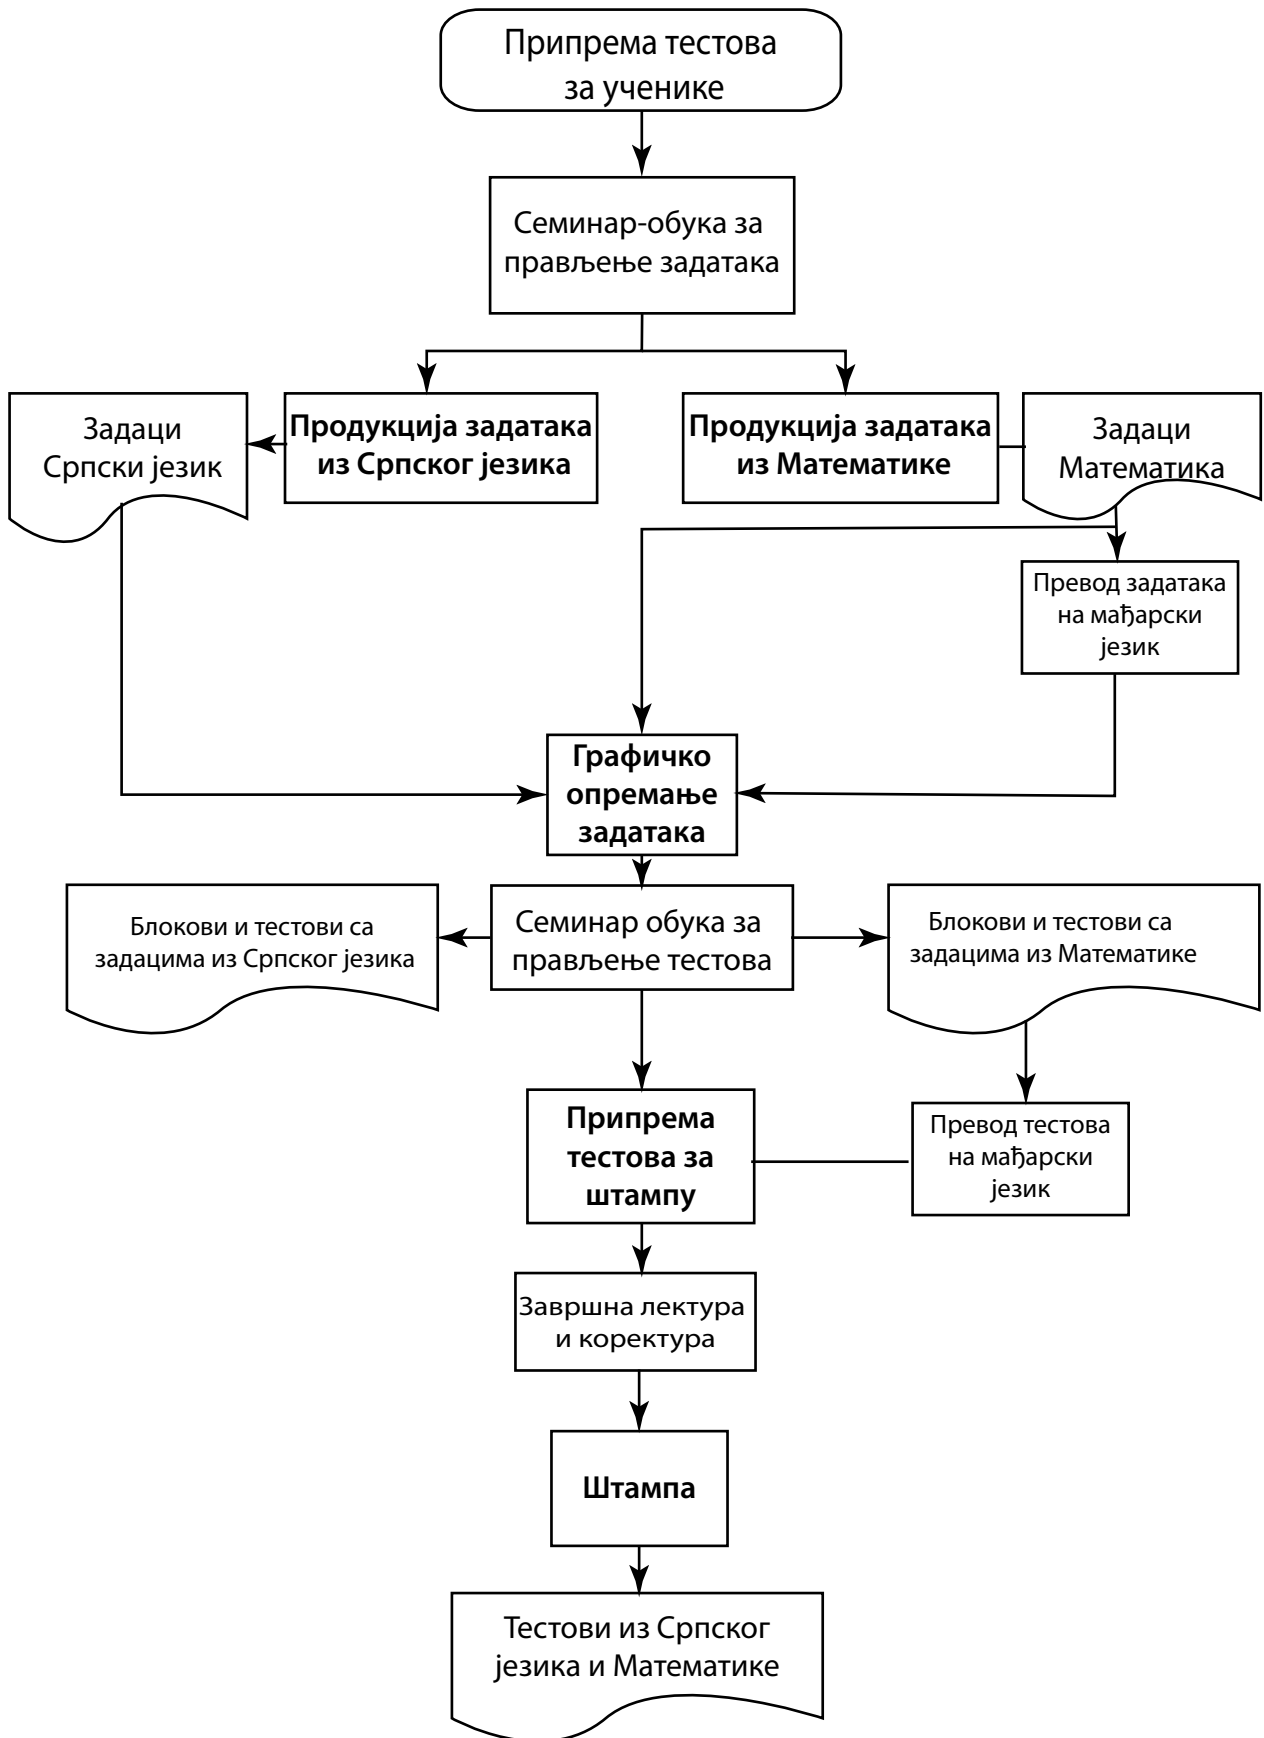 Припрема тестова
за ученике
Семинар-обука за
прављење задатака
Задаци
Српски језик
Продукција задатака
из Српског језика
Продукција задатака
из Математике
Задаци
Математика
Превод задатака
на мађарски
језик
Графичко
опремање
задатака
Блокови и тестови са
задацима из Српског језика
Семинар обука за
прављење тестова
Блокови и тестови са
задацима из Математике
Припрема
тестова за
штампу
Превод тестова
на мађарски
језик
Завршна лектура
и коректура
Штампа
Тестови из Српског
језика и Математике